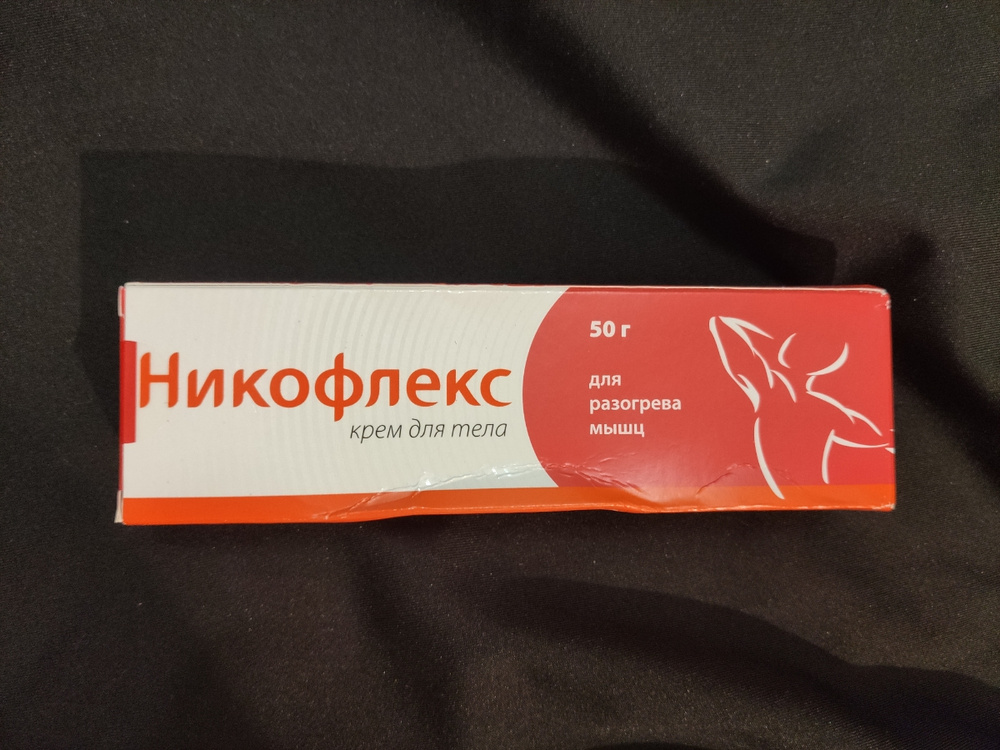 Никофлекс
крем для тела
50 г
для
разогрева
мышц